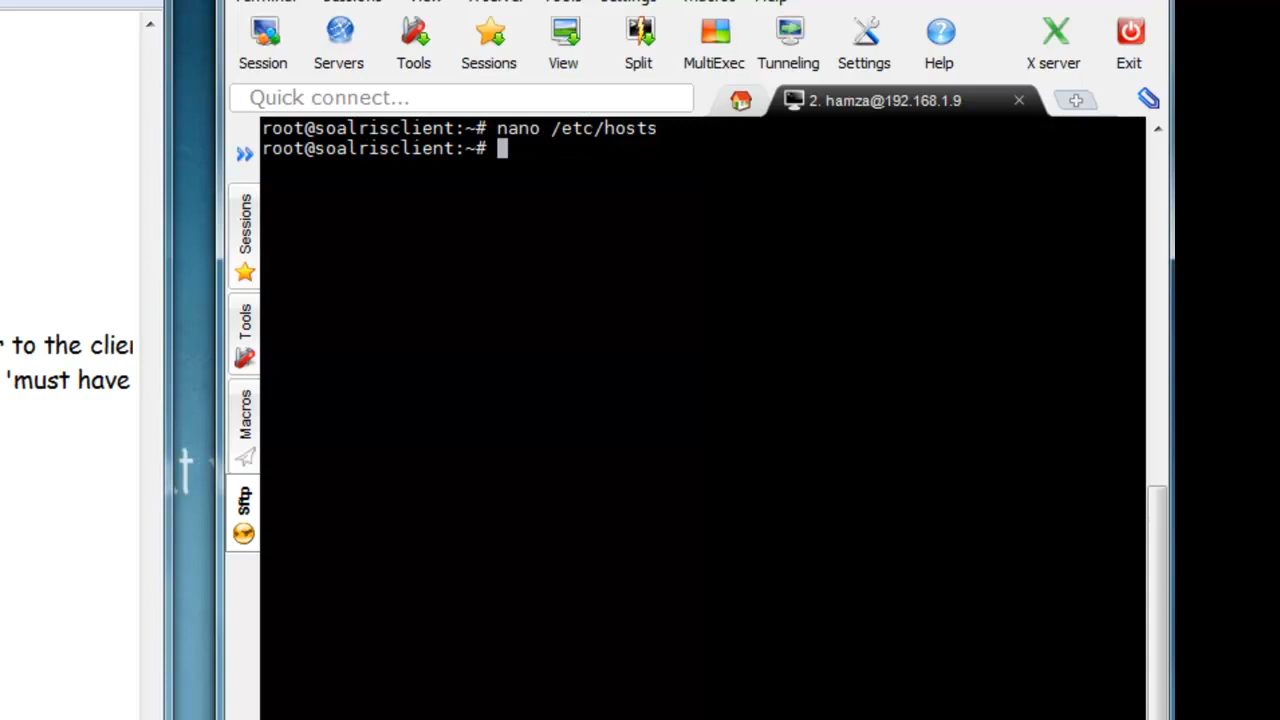 Session Servers Tools Sessions View Split MultiExec Tunneling Settings Help X server Exit
Quick connect...
2. hamza@192.168.1.9
root@soalrisclient:~# nano /etc/hosts
root@soalrisclient:~#
Sessions
Tools
Macros
Sftp
to the clien
'must have